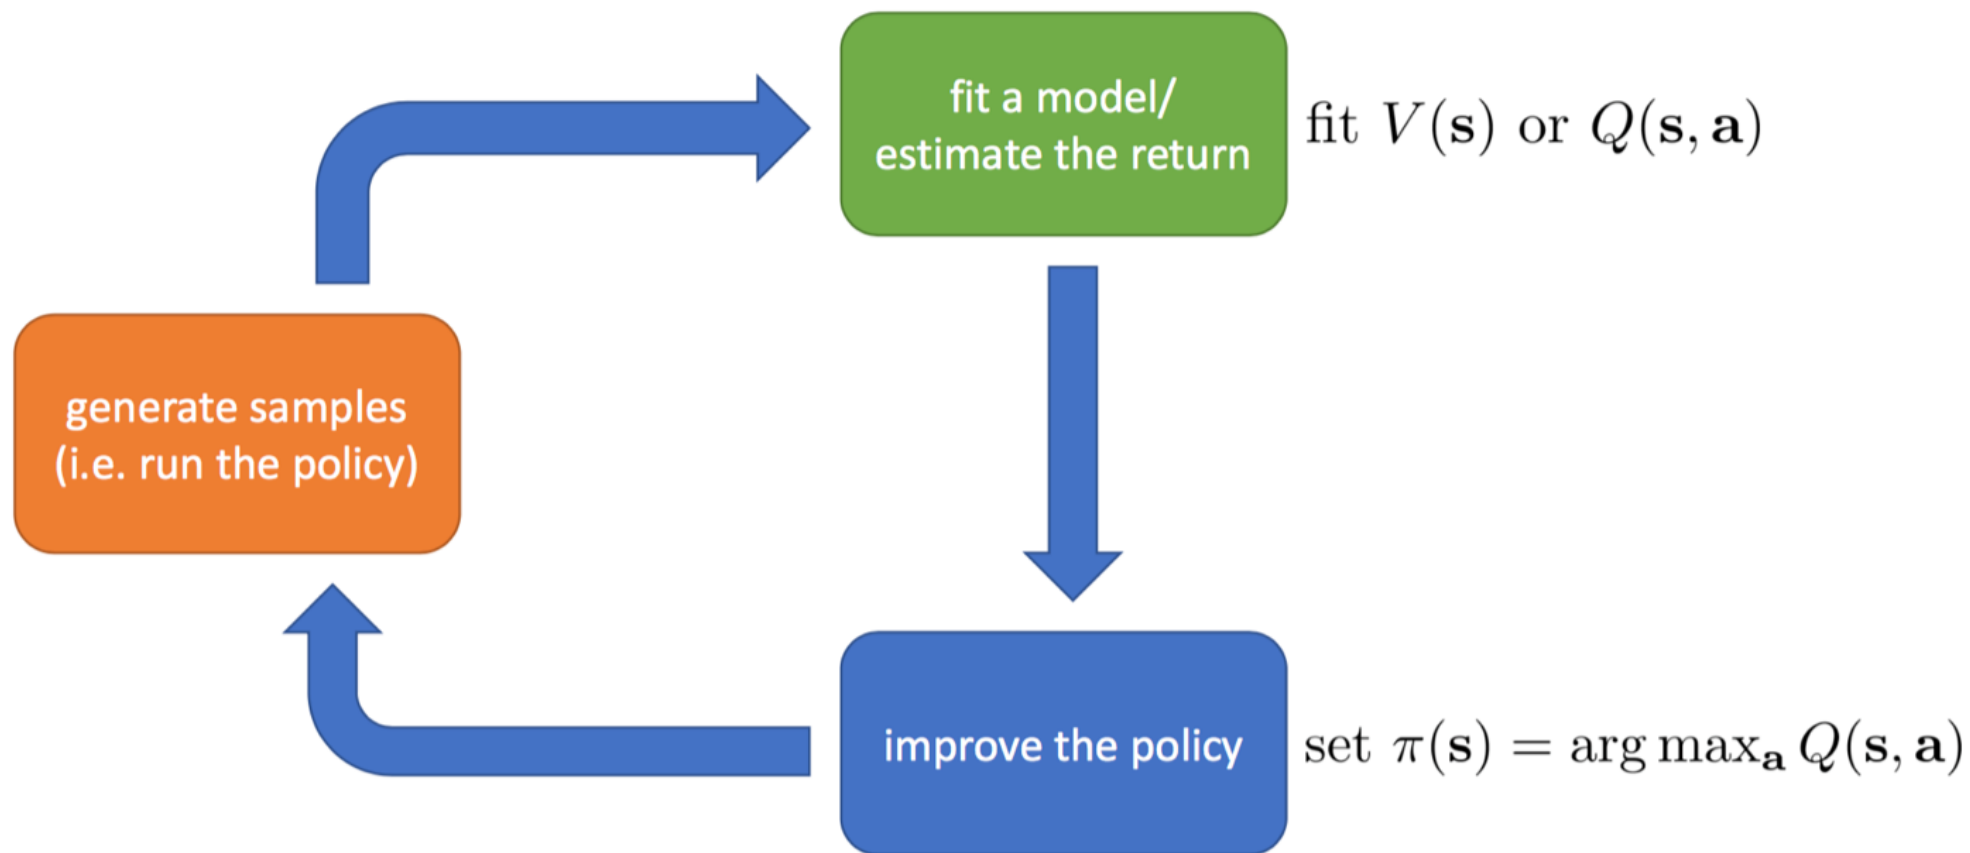 fit a model/
estimate the return
fit V(s) or Q(s, a)
generate samples
(i.e. run the policy)
improve the policy
set π(s) = arg maxₐ Q(s, a)